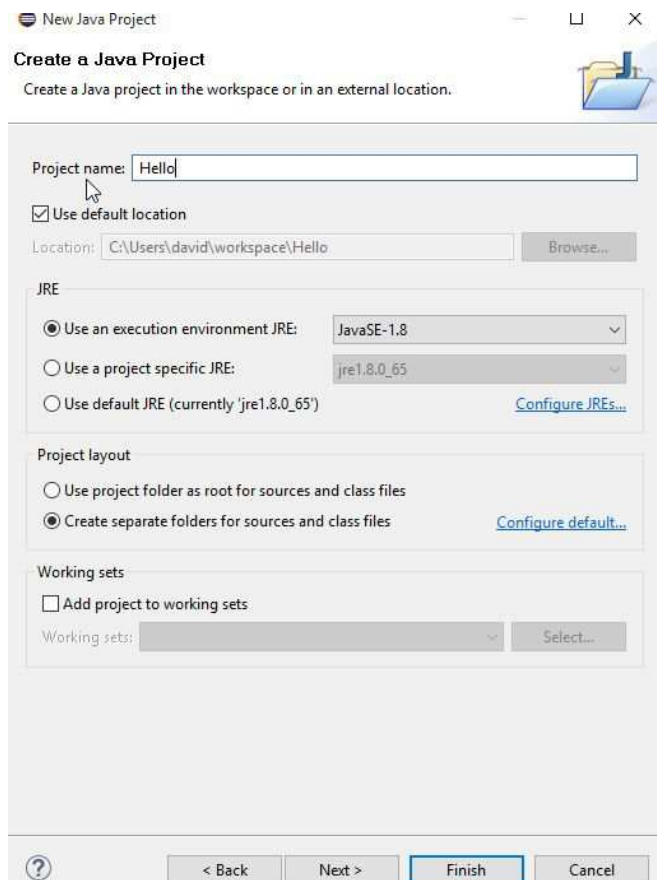 New Java Project
Create a Java Project
Create a Java project in the workspace or in an external location.
Project name: Hello
Use default location
Location: C:\Users\david\workspace\Hello Browse...
JRE
Use an execution environment JRE: JavaSE-1.8
Use a project specific JRE: jre1.8.0_65
Use default JRE (currently 'jre1.8.0_65') Configure JREs...
Project layout
Use project folder as root for sources and class files
Create separate folders for sources and class files Configure default...
Working sets
Add project to working sets
Working sets: Select...
? < Back Next > Finish Cancel